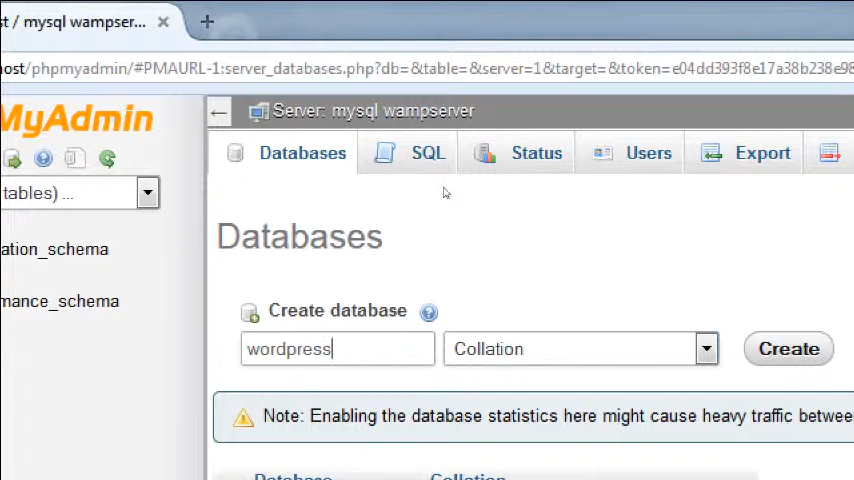 st / mysql wampser...
ost/phpmyadmin/#PMAURL-1:server_databases.php?db=&table=&server=1&target=&token=e04dd393f8e17a38b238e98
MyAdmin
Server: mysql wampserver
Databases SQL Status Users Export
tables) ...
Databases
ation_schema
mance_schema
Create database
wordpress Collation Create
Note: Enabling the database statistics here might cause heavy traffic betwee
Database Collation